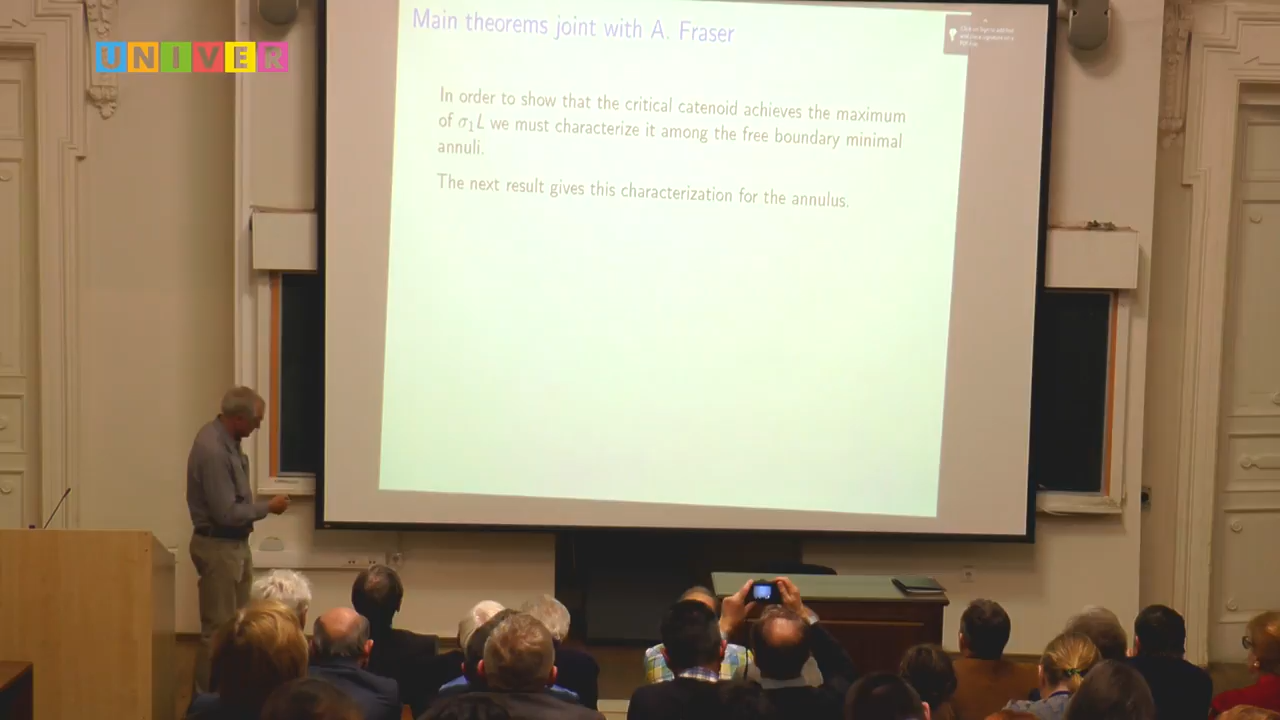 UNIVER
Main theorems joint with A. Fraser
In order to show that the critical catenoid achieves the maximum
of σ₁L we must characterize it among the free boundary minimal
annuli.
The next result gives this characterization for the annulus.